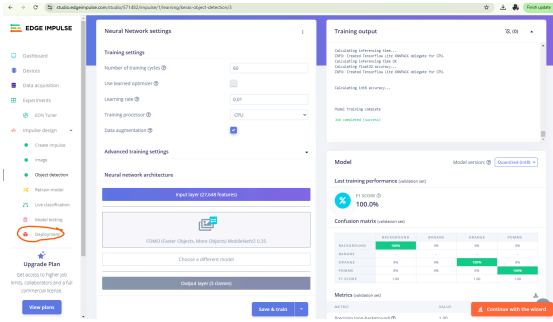 studio.edgeimpulse.com/studio/571482/impulse/1/learning/keras-object-detection/3
Finish update
EDGE IMPULSE
Dashboard
Devices
Data acquisition
Experiments
EON Tuner
Impulse design
Create impulse
Image
Object detection
Retrain model
Live classification
Model testing
Deployment
Upgrade Plan
Get access to higher job
limits, collaborators and a full
commercial license.
View plans
Neural Network settings
Training settings
Number of training cycles
60
Use learned optimizer
Learning rate
0.01
Training processor
CPU
Data augmentation
Advanced training settings
Neural network architecture
Input layer (27,648 features)
FOMO (Faster Objects, More Objects) MobileNetV2 0.35
Choose a different model
Output layer (3 classes)
Save & train
Training output
(0)
Calculating inferencing time...
INFO: Created TensorFlow Lite XNNPACK delegate for CPU.
Calculating inferencing time OK
Calculating float32 accuracy...
INFO: Created TensorFlow Lite XNNPACK delegate for CPU.
Calculating int8 accuracy...
Model training complete
Job completed (success)
Model
Model version:
Quantized (int8)
Last training performance (validation set)
%
F1 SCORE
100.0%
Confusion matrix (validation set)
BACKGROUND
BANANA
ORANGE
BACKGROUND
100%
0%
0%
0%
BANANA
ORANGE
0%
0%
100%
0%
0%
0%
0%
100%
F1 SCORE
1.00
1.00
1.00
Metrics (validation set)
METRIC
VALUE
Precision (non-background)
1.00
Continue with the wizard